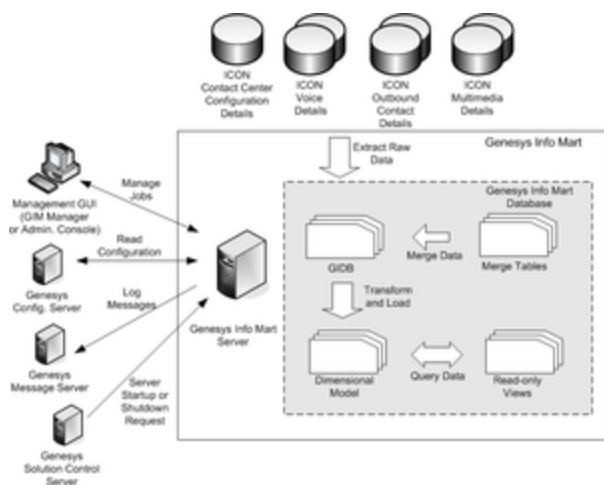 ICON
Contact Center
Configuration
Details
ICON
Voice
Details
ICON
Outbound
Contact
Details
ICON
Multimedia
Details
Genesys Info Mart
Extract Raw
Data
Management GUI
(GIM Manager
or Admin. Console)
Manage
Jobs
Read
Configuration
Genesys
Config. Server
Log
Messages
Genesys
Message Server
Server
Startup or
Shutdown
Request
Genesys
Solution Control
Server
Genesys Info Mart
Server
Genesys Info Mart
Database
GIDB
Merge Data
Merge Tables
Transform
and Load
Dimensional
Model
Query Data
Read-only
Views